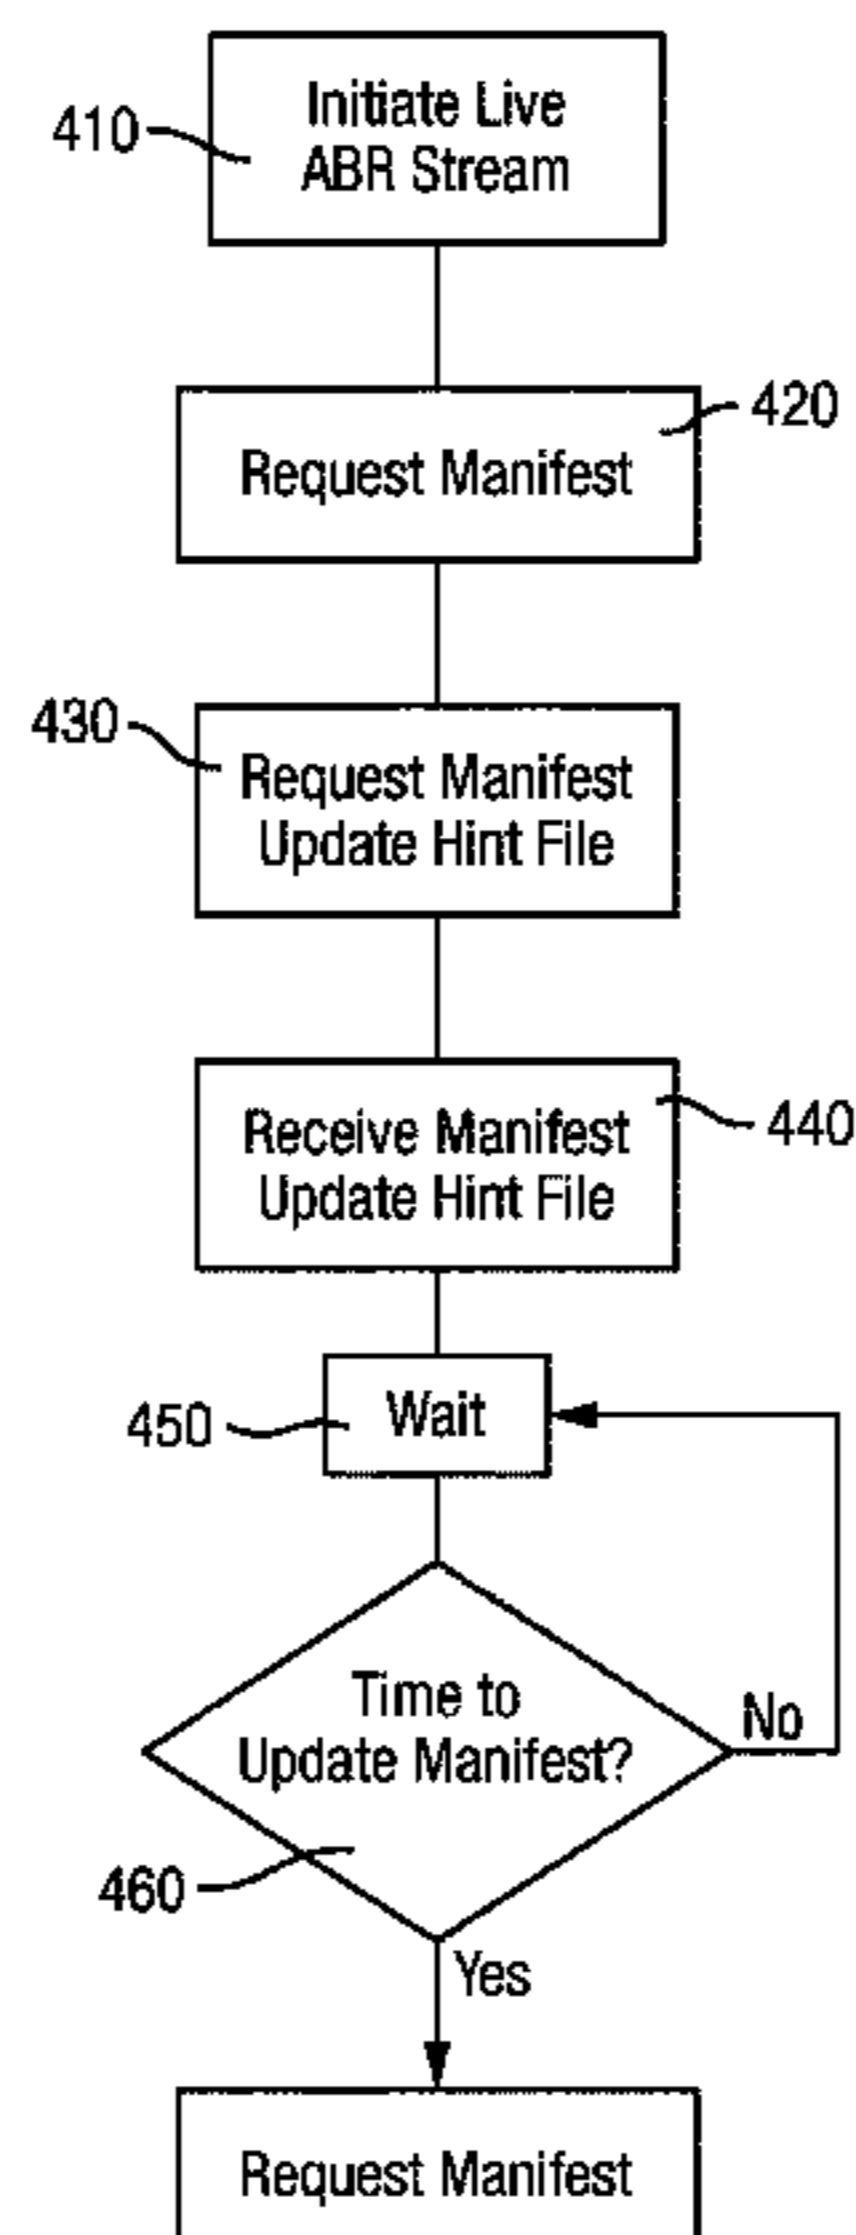 Initiate Live
ABR Stream
410
Request Manifest
420
430
Request Manifest
Update Hint File
Receive Manifest
Update Hint File
440
450
Wait
Time to
Update Manifest?
No
460
Yes
Request Manifest